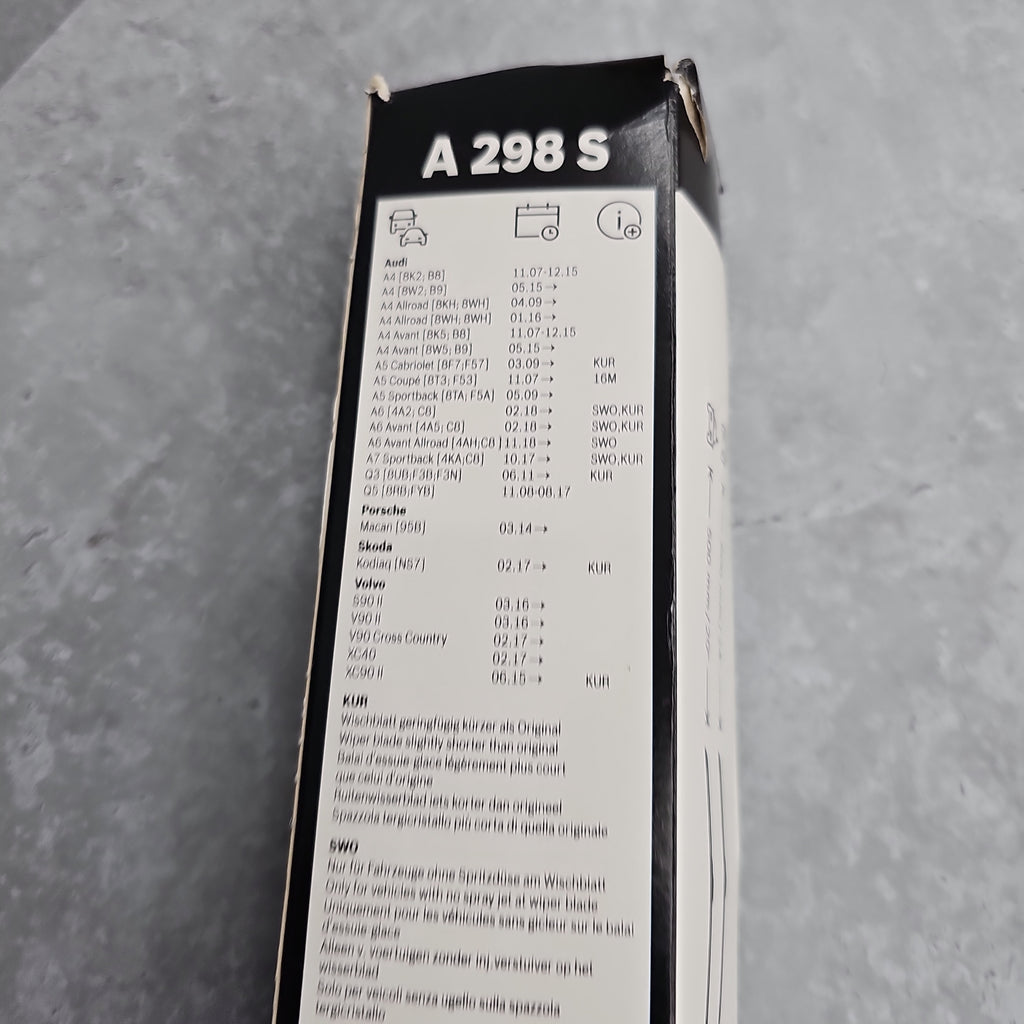 A 298 S
Audi
A4 [8K2; B8] 11.07-12.15
A4 [8W2; B9] 05.15 →
A4 Allroad [8KH; 8WH] 04.09 →
A4 Allroad [8WH; 8WH] 01.16 →
A4 Avant [8K5; B8] 11.07-12.15
A4 Avant [8W5; B9] 05.15 →
A5 Cabriolet [8F7;F57] 03.09 → KUR
A5 Coupé [8T3; F53] 11.07 → 16M
A5 Sportback [8TA; F5A] 05.09 →
A6 [4A2; C8] 02.18 → SWO,KUR
A6 Avant [4A5; C8] 02.18 → SWO,KUR
A6 Avant Allroad [4AH;C8 ] 11.18 → SWO
A7 Sportback [4KA;C8] 10.17 → SWO,KUR
Q3 [8UB;F3B;F3N] 06.11 → KUR
Q5 [8RB;FYB] 11.08-08.17
Porsche
Macan [95B] 03.14 →
Skoda
Kodiaq [NS7] 02.17 → KUR
Volvo
S90 II 03.16 →
V90 II 03.16 →
V90 Cross Country 02.17 →
XC40 02.17 →
XC90 II 06.15 → KUR
KUR
Wischblatt geringfügig kürzer als Original
Wiper blade slightly shorter than original
Balai d'essuie glace légèrement plus court
que celui d'origine
Ruitenwisserblad iets korter dan origineel
Spazzola tergicristallo più corta di quella originale
SWO
Nur für Fahrzeuge ohne Spritzdüse am Wischblatt
Only for vehicles with no spray jet at wiper blade
Uniquement pour les véhicules sans gicleur sur le balai
d'essuie glace
Alleen v. voertuigen zonder inj.verstuiver op het
wisserblad
Solo per veicoli senza ugello sulla spazzola
tergicristallo